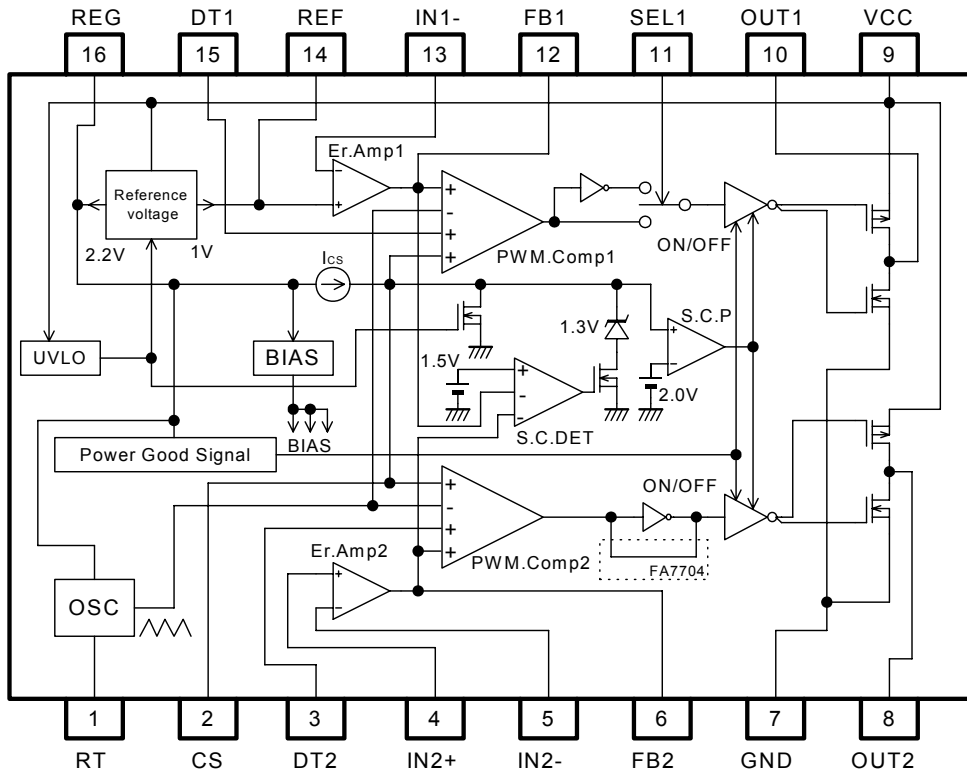 REG DT1 REF IN1- FB1 SEL1 OUT1 VCC
16 15 14 13 12 11 10 9
Er.Amp1
- +
Reference
voltage
2.2V 1V
+ - + +
PWM.Comp1
ON/OFF
ICS
S.C.P
+ -
1.3V
UVLO
BIAS
1.5V
+ - -
2.0V
S.C.DET
BIAS
Power Good Signal
ON/OFF
+ - + +
PWM.Comp2
Er.Amp2
+ -
FA7704
OSC
1 2 3 4 5 6 7 8
RT CS DT2 IN2+ IN2- FB2 GND OUT2